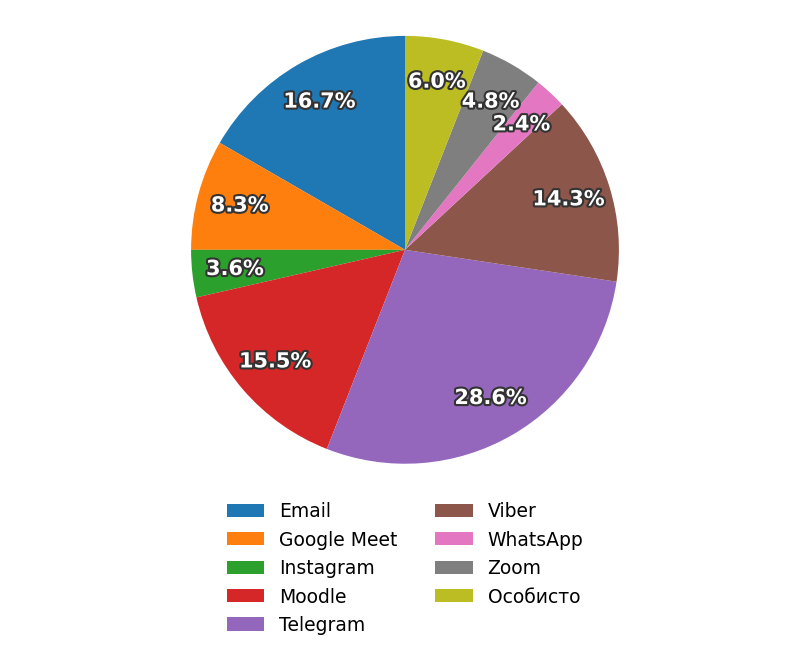 6.0%
4.8%
16.7%
2.4%
14.3%
8.3%
3.6%
15.5%
28.6%
Email
Google Meet
Instagram
Moodle
Telegram
Viber
WhatsApp
Zoom
Особисто